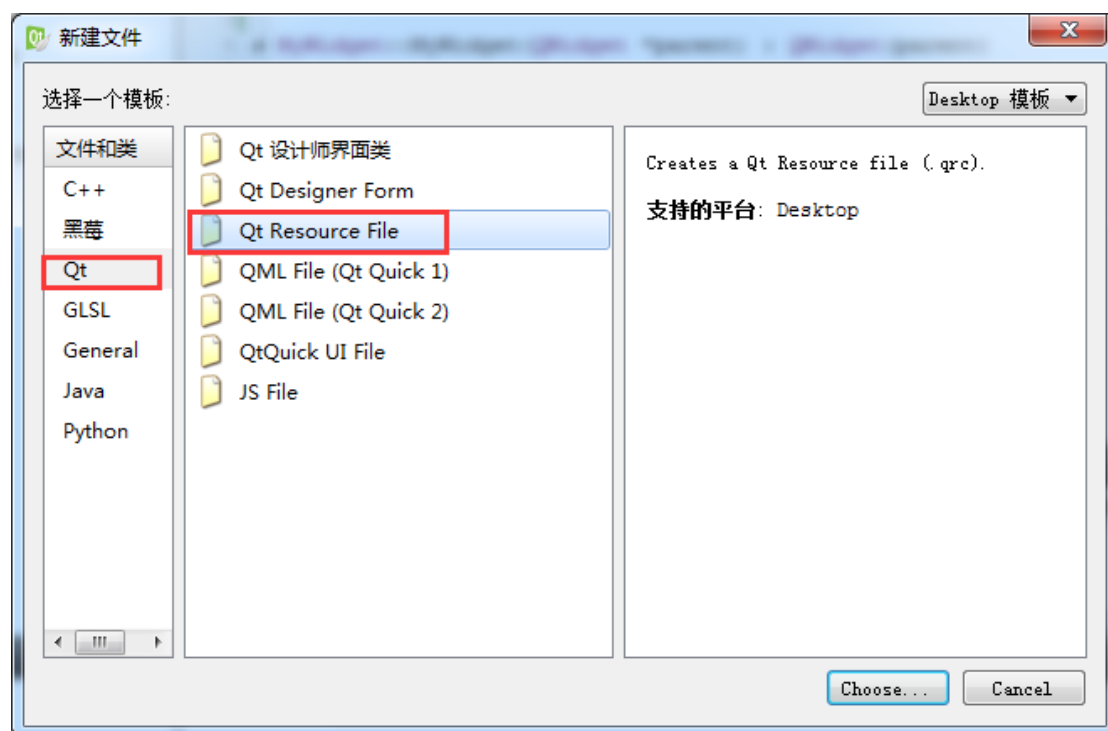 新建文件
选择一个模板:
Desktop 模板
文件和类
C++
黑莓
Qt
GLSL
General
Java
Python
Qt 设计师界面类
Qt Designer Form
Qt Resource File
QML File (Qt Quick 1)
QML File (Qt Quick 2)
QtQuick UI File
JS File
Creates a Qt Resource file (.qrc).
支持的平台: Desktop
Choose...
Cancel